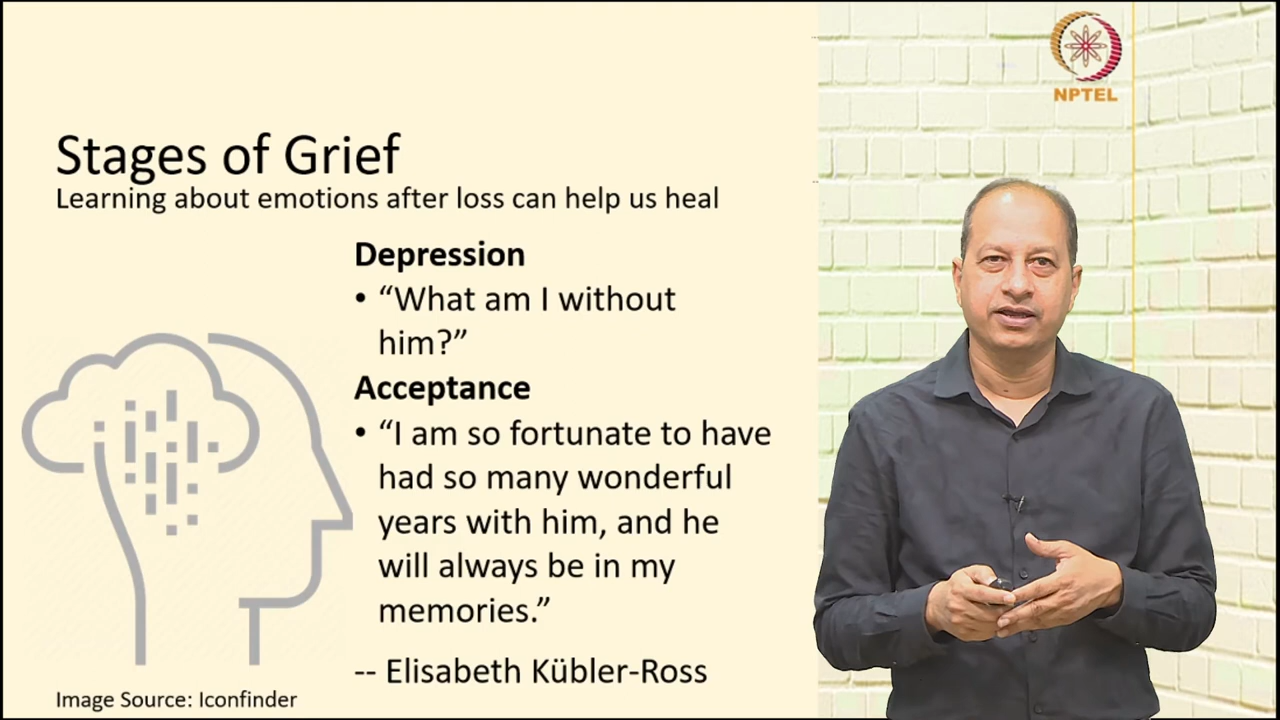 NPTEL
Stages of Grief
Learning about emotions after loss can help us heal
Depression
• “What am I without
him?”
Acceptance
• “I am so fortunate to have
had so many wonderful
years with him, and he
will always be in my
memories.”
-- Elisabeth Kübler-Ross
Image Source: Iconfinder